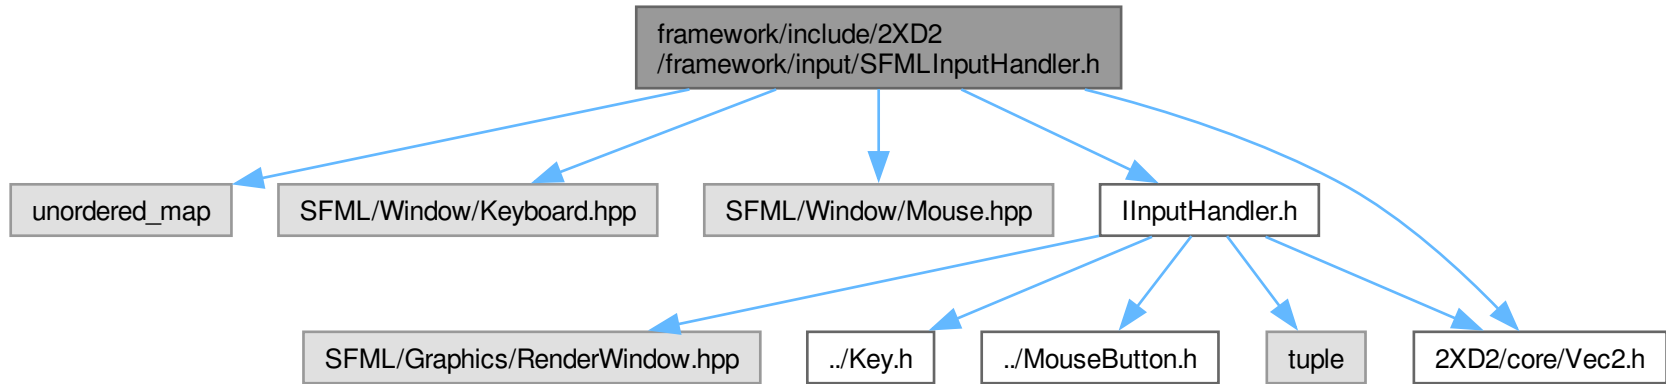 framework/include/2XD2
/framework/input/SFMLInputHandler.h
unordered_map
SFML/Window/Keyboard.hpp
SFML/Window/Mouse.hpp
IInputHandler.h
SFML/Graphics/RenderWindow.hpp
../Key.h
../MouseButton.h
tuple
2XD2/core/Vec2.h